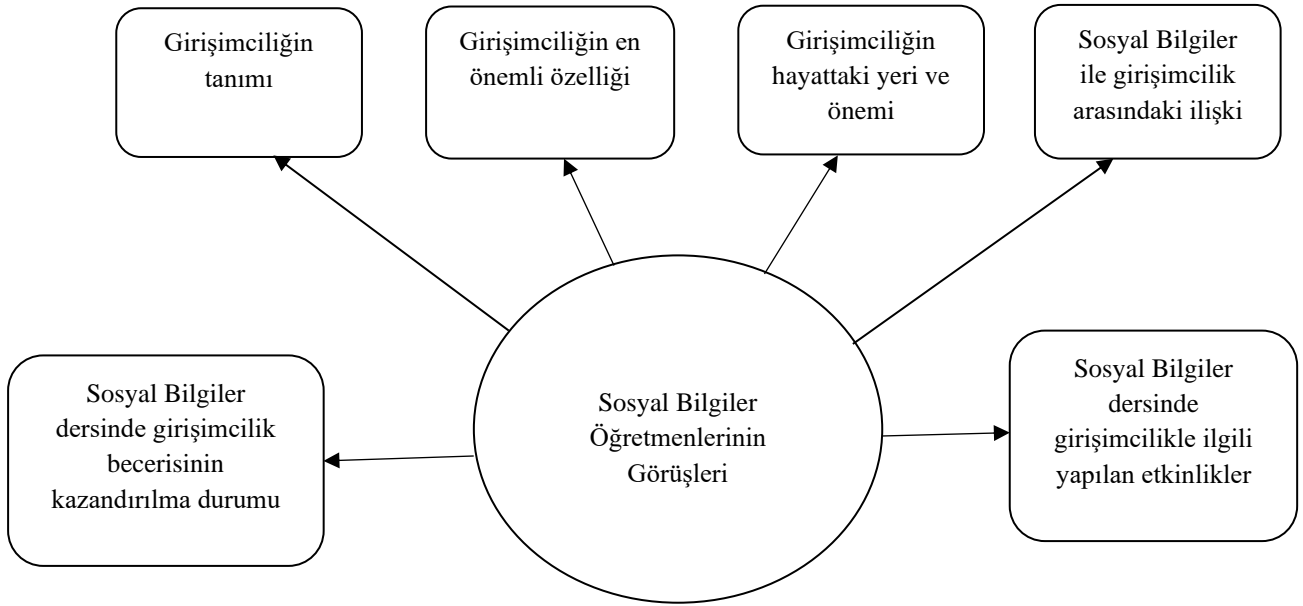 Girişimciliğin
tanımı
Girişimciliğin en
önemli özelliği
Girişimciliğin
hayattaki yeri ve
önemi
Sosyal Bilgiler
ile girişimcilik
arasındaki ilişki
Sosyal Bilgiler
dersinde girişimcilik
becerisinin
kazandırılma durumu
Sosyal Bilgiler
Öğretmenlerinin
Görüşleri
Sosyal Bilgiler
dersinde
girişimcilikle ilgili
yapılan etkinlikler